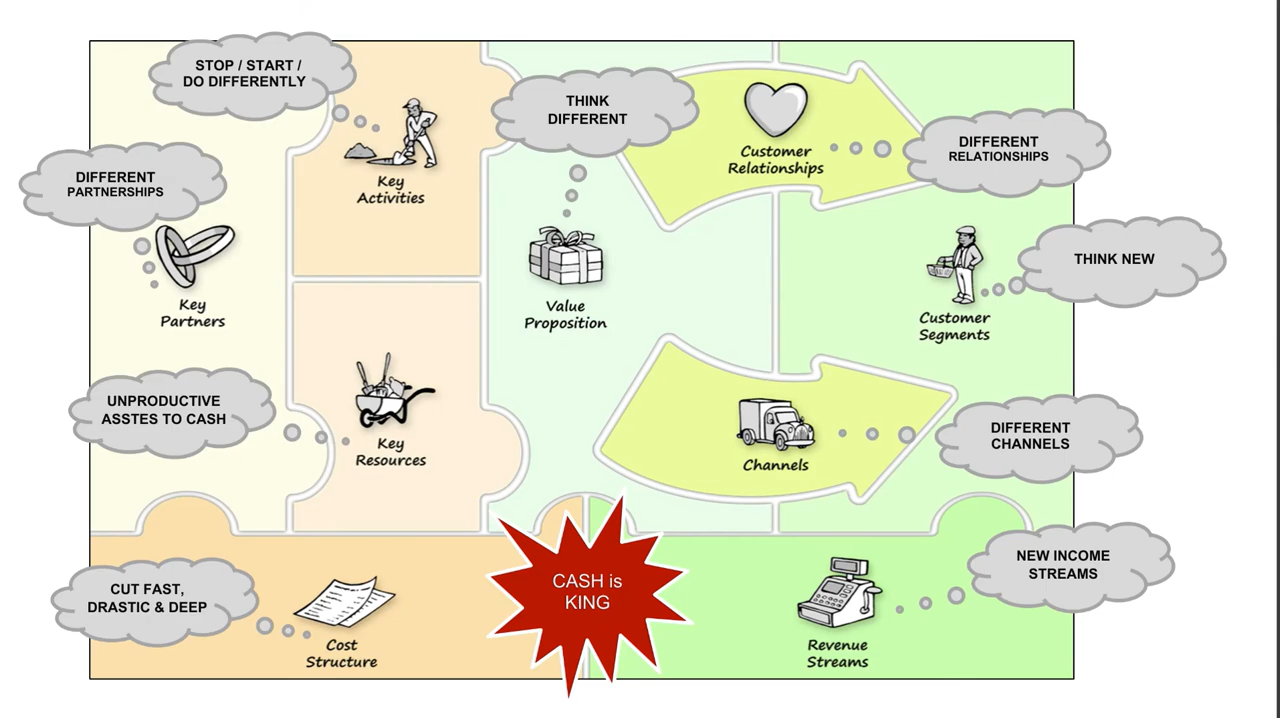 STOP / START /
DO DIFFERENTLY
THINK
DIFFERENT
Customer
Relationships
DIFFERENT
RELATIONSHIPS
DIFFERENT
PARTNERSHIPS
Key
Activities
Key
Partners
Value
Proposition
Customer
Segments
THINK NEW
UNPRODUCTIVE
ASSTES TO CASH
Key
Resources
Channels
DIFFERENT
CHANNELS
CUT FAST,
DRASTIC & DEEP
Cost
Structure
CASH is
KING
Revenue
Streams
NEW INCOME
STREAMS